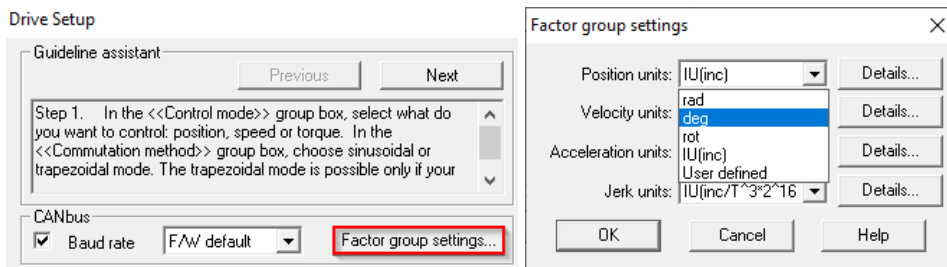 Drive Setup
Guideline assistant
Previous
Next
Step 1. In the <<Control mode>> group box, select what do
you want to control: position, speed or torque. In the
<<Commutation method>> group box, choose sinusoidal or
trapezoidal mode. The trapezoidal mode is possible only if your
CANbus
Baud rate
F/W default
Factor group settings...
Factor group settings
Position units:
IU(inc)
Details...
rad
deg
rot
IU(inc)
User defined
Velocity units:
Details...
Acceleration units:
Details...
Jerk units:
IU(inc/T^3*2^16
Details...
OK
Cancel
Help